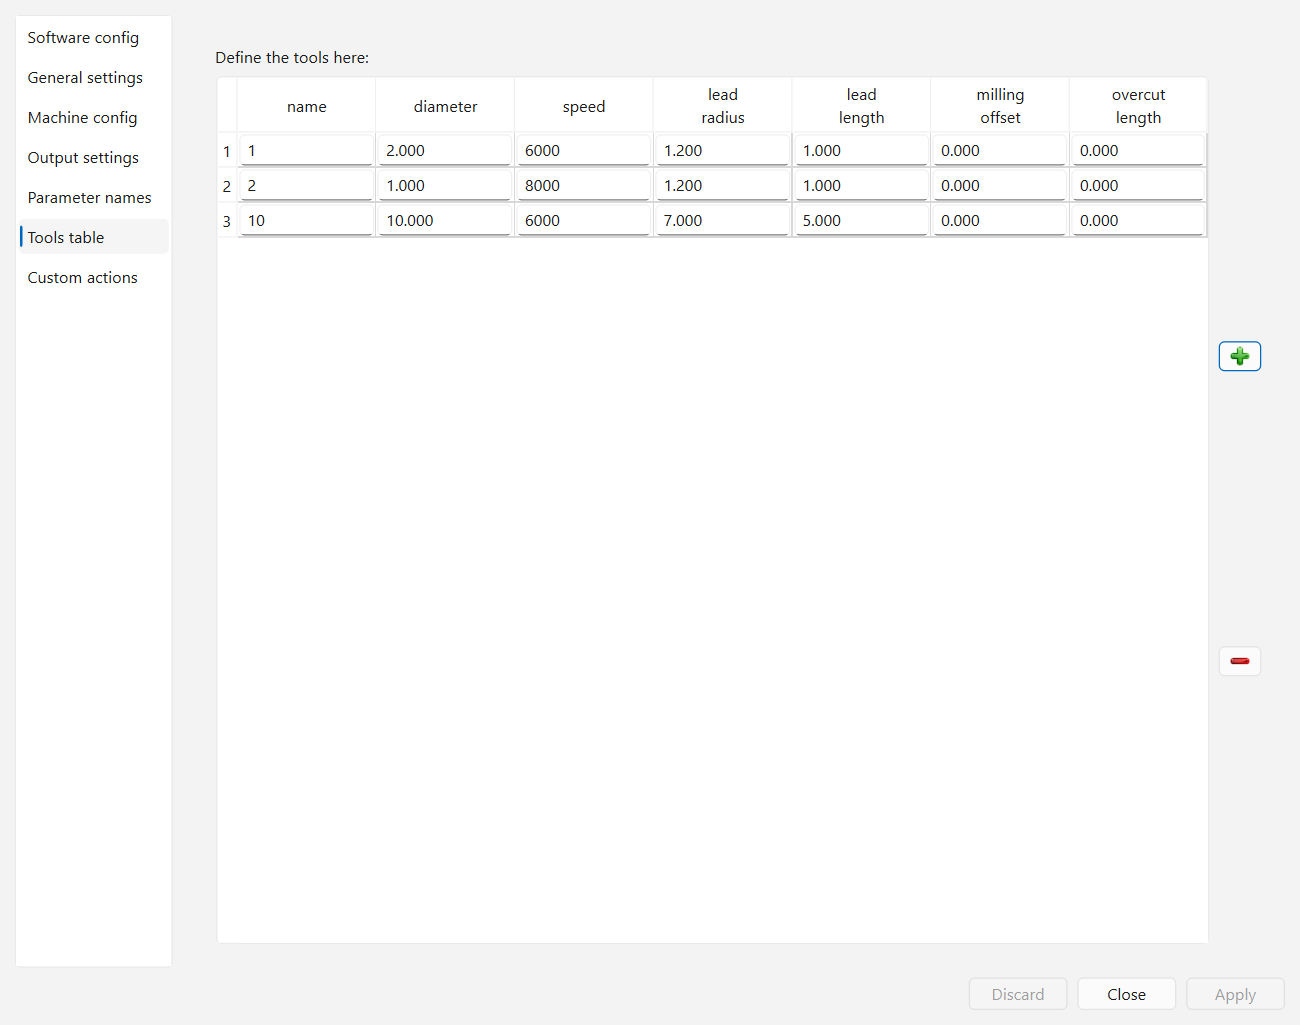 Software config
General settings
Machine config
Output settings
Parameter names
Tools table
Custom actions
Define the tools here:
name diameter speed lead radius lead length milling offset overcut length
1 1 2.000 6000 1.200 1.000 0.000 0.000
2 2 1.000 8000 1.200 1.000 0.000 0.000
3 10 10.000 6000 7.000 5.000 0.000 0.000
Discard Close Apply